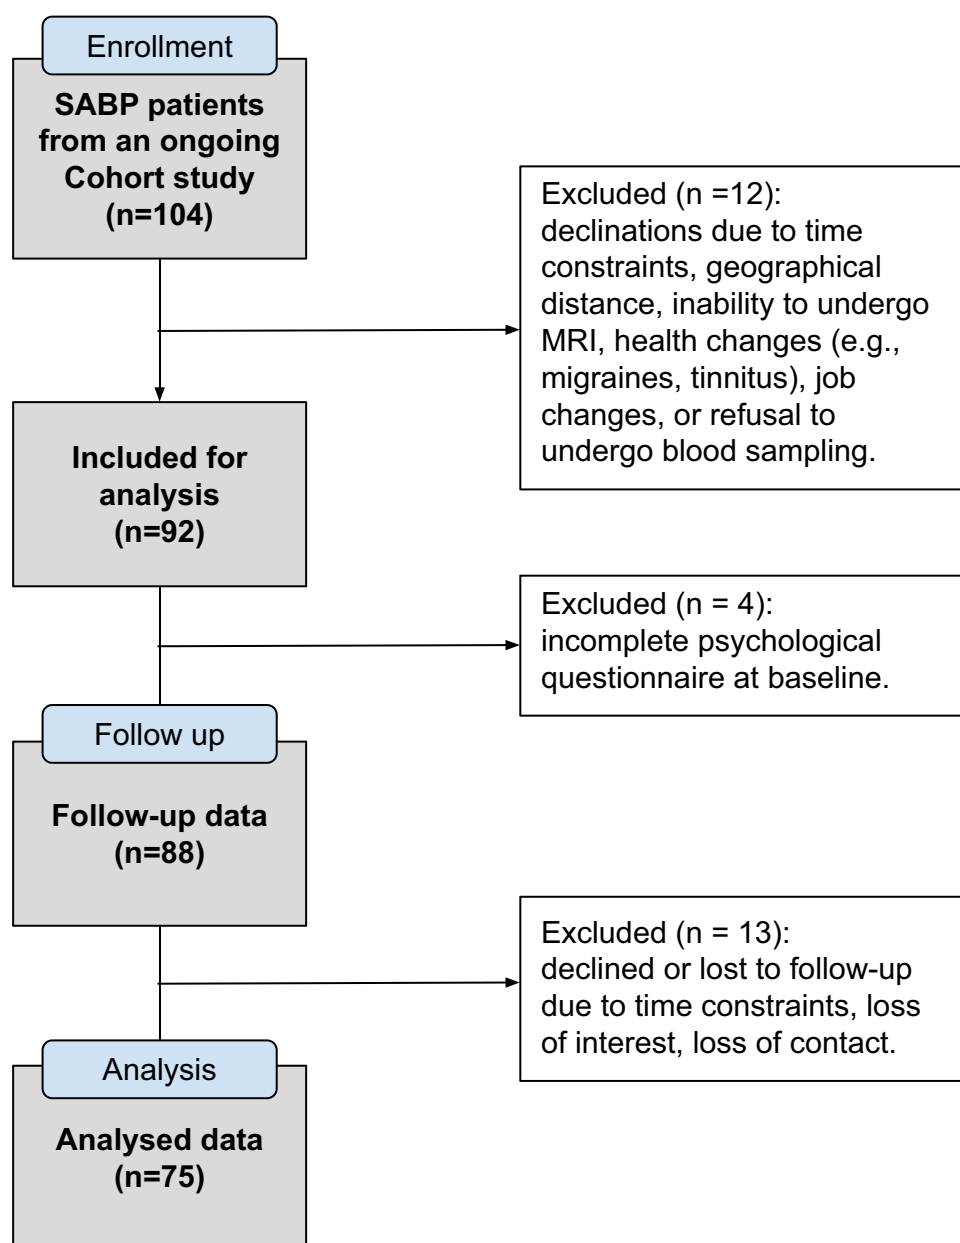 Enrollment
SABP patients
from an ongoing
Cohort study
(n=104)
Excluded (n =12):
declinations due to time
constraints, geographical
distance, inability to undergo
MRI, health changes (e.g.,
migraines, tinnitus), job
changes, or refusal to
undergo blood sampling.
Included for
analysis
(n=92)
Excluded (n = 4):
incomplete psychological
questionnaire at baseline.
Follow up
Follow-up data
(n=88)
Excluded (n = 13):
declined or lost to follow-up
due to time constraints, loss
of interest, loss of contact.
Analysis
Analysed data
(n=75)